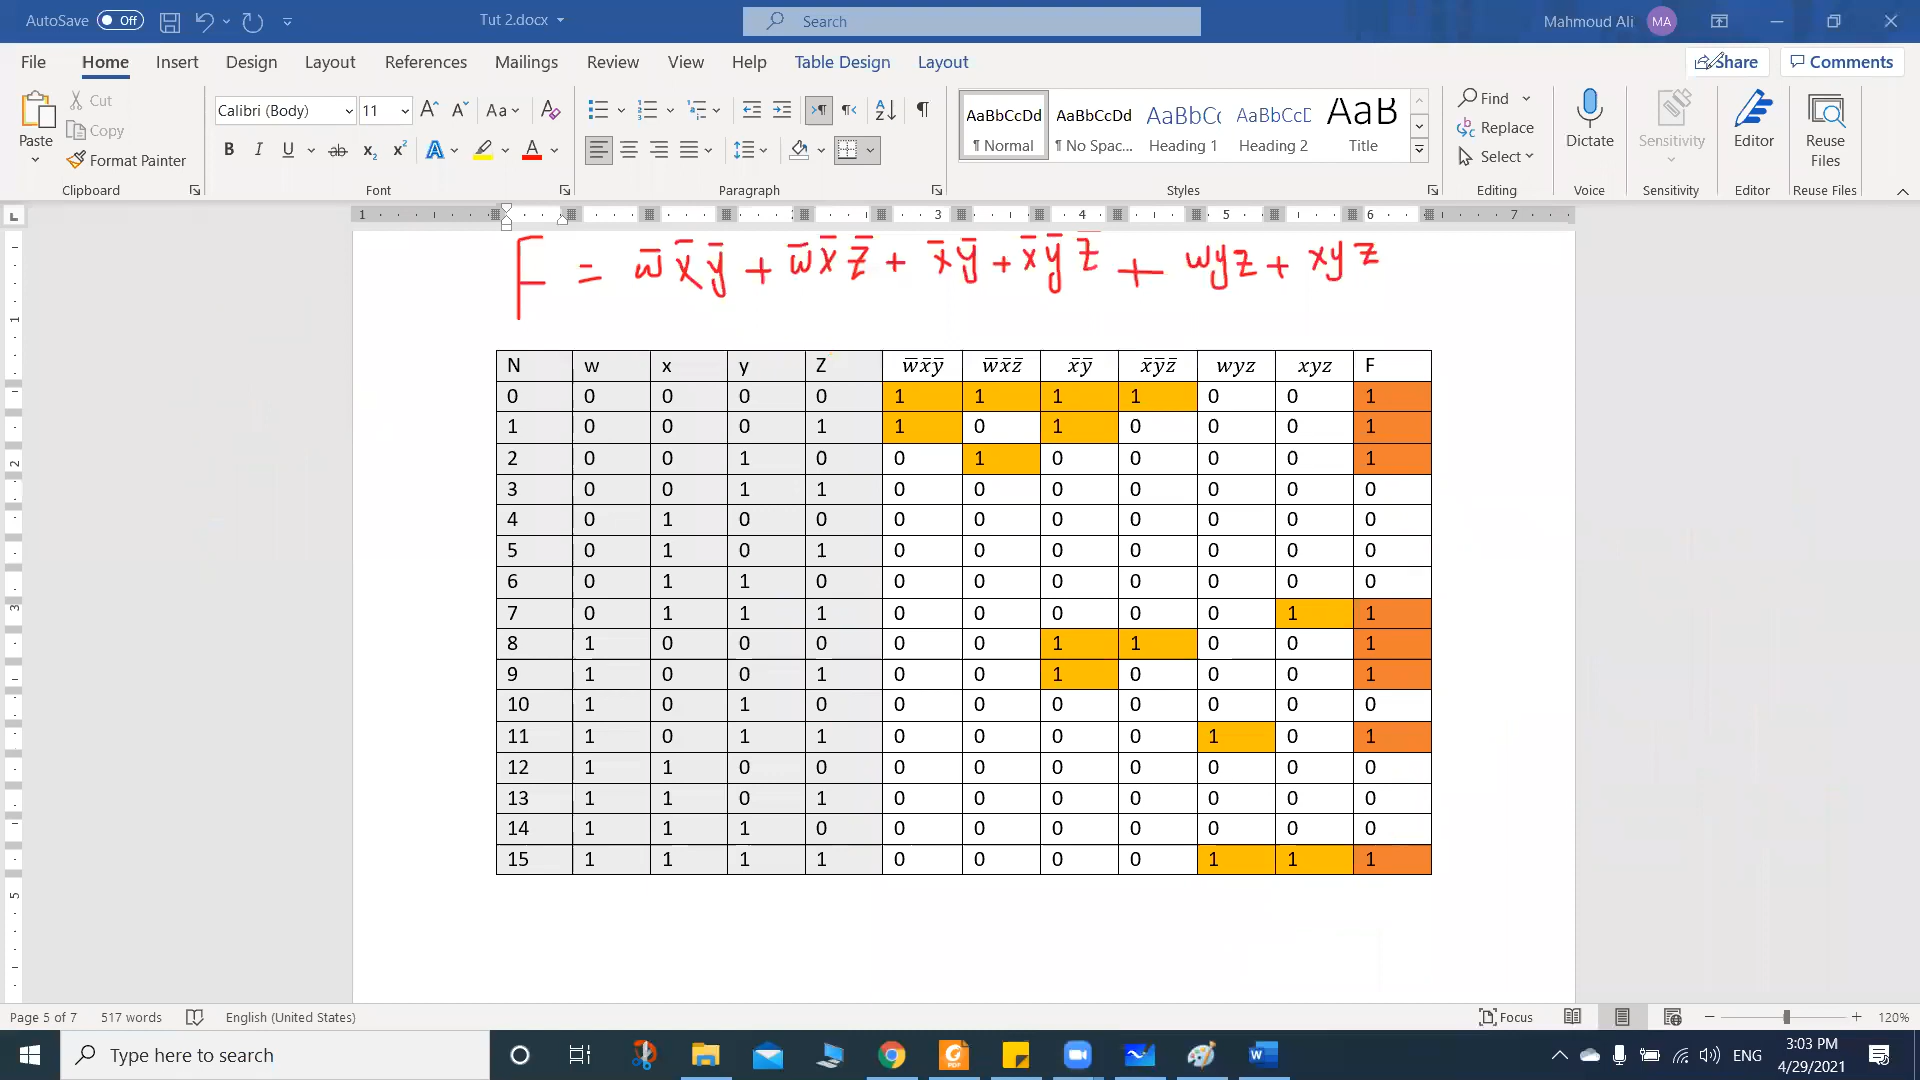 AutoSave Off Tut 2.docx Search Mahmoud Ali MA
File Home Insert Design Layout References Mailings Review View Help Table Design Layout Share Comments
Calibri (Body) 11 Aa
Paste Cut Copy Format Painter
B I U ab x₂ x² A A
AaBbCcDd AaBbCcDd AaBbCc AaBbCcD AaB
¶ Normal ¶ No Spac... Heading 1 Heading 2 Title
Find Replace Select
Dictate Sensitivity Editor Reuse Files
Clipboard Font Paragraph Styles Editing Voice Sensitivity Editor Reuse Files
1 3 4 5 6 7
F = w̅ x̅ y̅ + w̅ x̅ z̅ + x̅ y̅ + x̅ y̅ z̅ + wyz + xyz
N w x y Z w̅x̅y̅ w̅x̅z̅ x̅y̅ x̅y̅z̅ wyz xyz F
0 0 0 0 0 1 1 1 1 0 0 1
1 0 0 0 1 1 0 1 0 0 0 1
2 0 0 1 0 0 1 0 0 0 0 1
3 0 0 1 1 0 0 0 0 0 0 0
4 0 1 0 0 0 0 0 0 0 0 0
5 0 1 0 1 0 0 0 0 0 0 0
6 0 1 1 0 0 0 0 0 0 0 0
7 0 1 1 1 0 0 0 0 0 1 1
8 1 0 0 0 0 0 1 1 0 0 1
9 1 0 0 1 0 0 1 0 0 0 1
10 1 0 1 0 0 0 0 0 0 0 0
11 1 0 1 1 0 0 0 0 1 0 1
12 1 1 0 0 0 0 0 0 0 0 0
13 1 1 0 1 0 0 0 0 0 0 0
14 1 1 1 0 0 0 0 0 0 0 0
15 1 1 1 1 0 0 0 0 1 1 1
Page 5 of 7 517 words English (United States) Focus 120%
Type here to search ENG 3:03 PM
4/29/2021